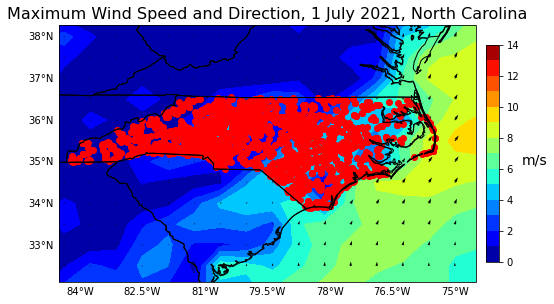 Maximum Wind Speed and Direction, 1 July 2021, North Carolina
38°N
37°N
36°N
35°N
34°N
33°N
84°W
82.5°W
81°W
79.5°W
78°W
76.5°W
75°W
14
12
10
8
6
4
2
0
m/s